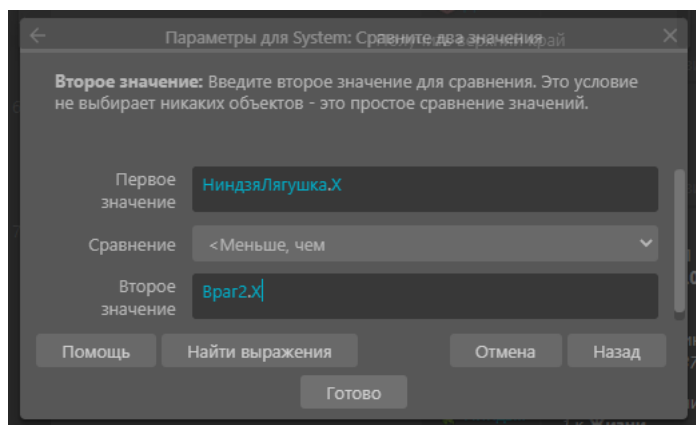 Параметры для System: Сравните два значения
Второе значение: Введите второе значение для сравнения. Это условие
не выбирает никаких объектов - это простое сравнение значений.
Первое
значение
НиндзяЛягушка.X
Сравнение
<Меньше, чем
Второе
значение
Враг2.X
Помощь
Найти выражения
Отмена
Назад
Готово